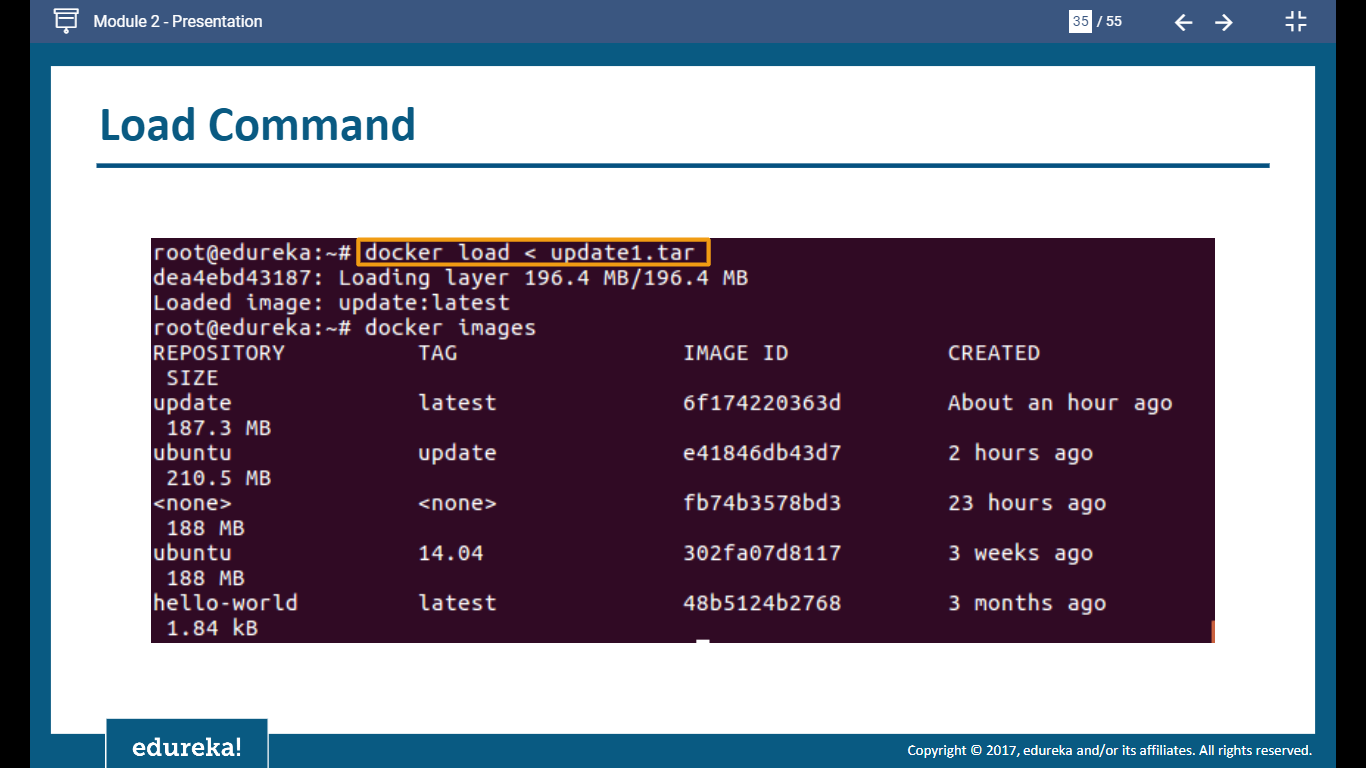 Module 2 - Presentation
35 / 55
Load Command
root@edureka:~# docker load < update1.tar
dea4ebd43187: Loading layer 196.4 MB/196.4 MB
Loaded image: update:latest
root@edureka:~# docker images
REPOSITORY TAG IMAGE ID CREATED
SIZE
update latest 6f174220363d About an hour ago
187.3 MB
ubuntu update e41846db43d7 2 hours ago
210.5 MB
<none> <none> fb74b3578bd3 23 hours ago
188 MB
ubuntu 14.04 302fa07d8117 3 weeks ago
188 MB
hello-world latest 48b5124b2768 3 months ago
1.84 kB
edureka!
Copyright © 2017, edureka and/or its affiliates. All rights reserved.